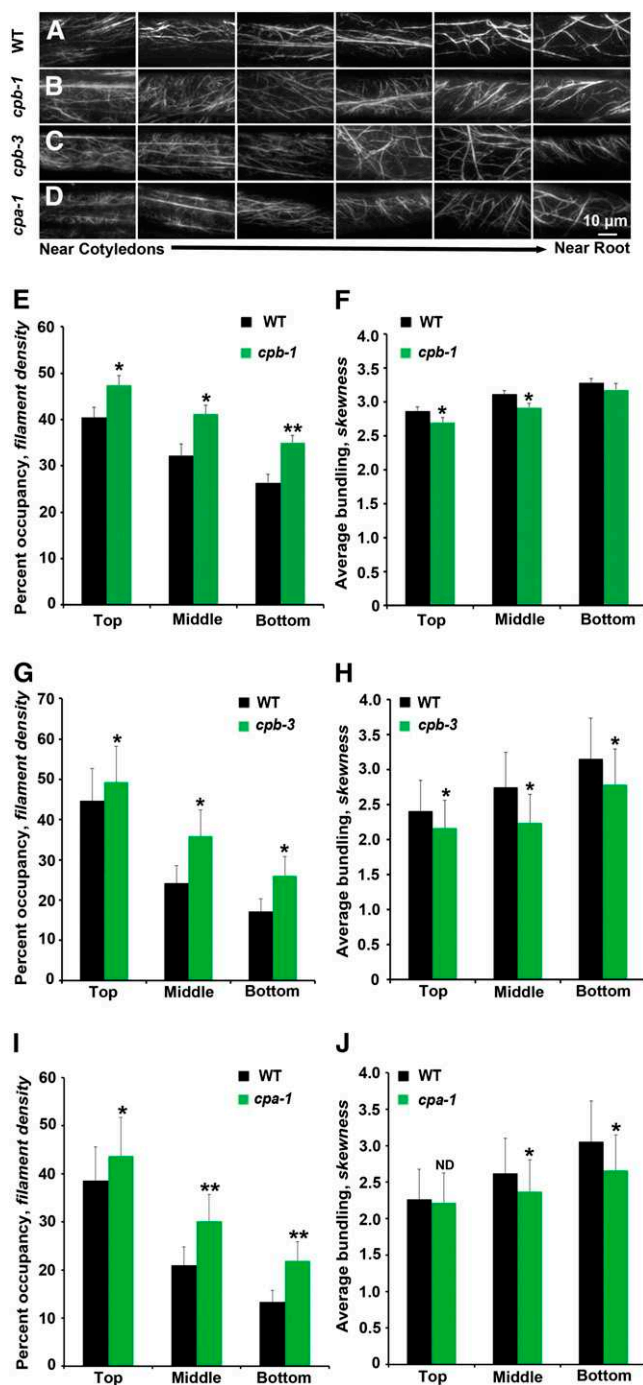 WT
A
cpb-1
B
cpb-3
C
cpa-1
D
10 µm
Near Cotyledons
Near Root
E
Percent occupancy, filament density
60
50
40
30
20
10
0
WT
cpb-1
*
*
**
Top
Middle
Bottom
F
Average bundling, skewness
4.0
3.5
3.0
2.5
2.0
1.5
1.0
0.5
0
WT
cpb-1
*
*
Top
Middle
Bottom
G
Percent occupancy, filament density
70
60
50
40
30
20
10
0
WT
cpb-3
*
*
*
Top
Middle
Bottom
H
Average bundling, skewness
4.0
3.5
3.0
2.5
2.0
1.5
1.0
0.5
0
WT
cpb-3
*
*
*
Top
Middle
Bottom
I
Percent occupancy, filament density
60
50
40
30
20
10
0
WT
cpa-1
*
**
**
Top
Middle
Bottom
J
Average bundling, skewness
4.0
3.5
3.0
2.5
2.0
1.5
1.0
0.5
0
WT
cpa-1
ND
*
*
Top
Middle
Bottom